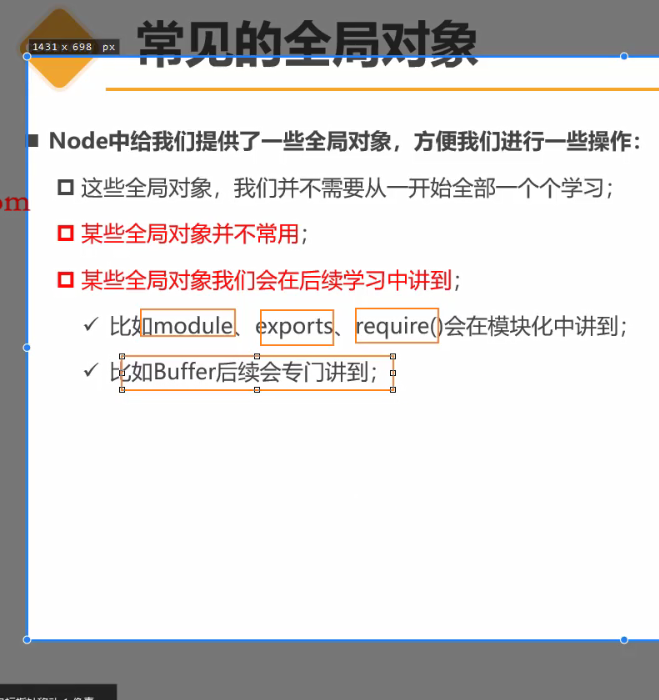 1431 x 698 px
常见的全局对象
Node中给我们提供了一些全局对象，方便我们进行一些操作：
这些全局对象，我们并不需要从一开始全部一个个学习；
om
某些全局对象并不常用；
某些全局对象我们会在后续学习中讲到；
比如module、exports、require()会在模块化中讲到；
比如Buffer后续会专门讲到；